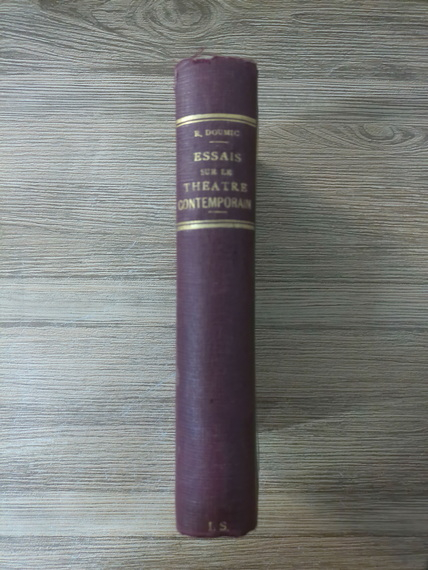 R. DOUMIC
ESSAIS
SUR LE
THEATRE
CONTEMPORAIN
I. S.